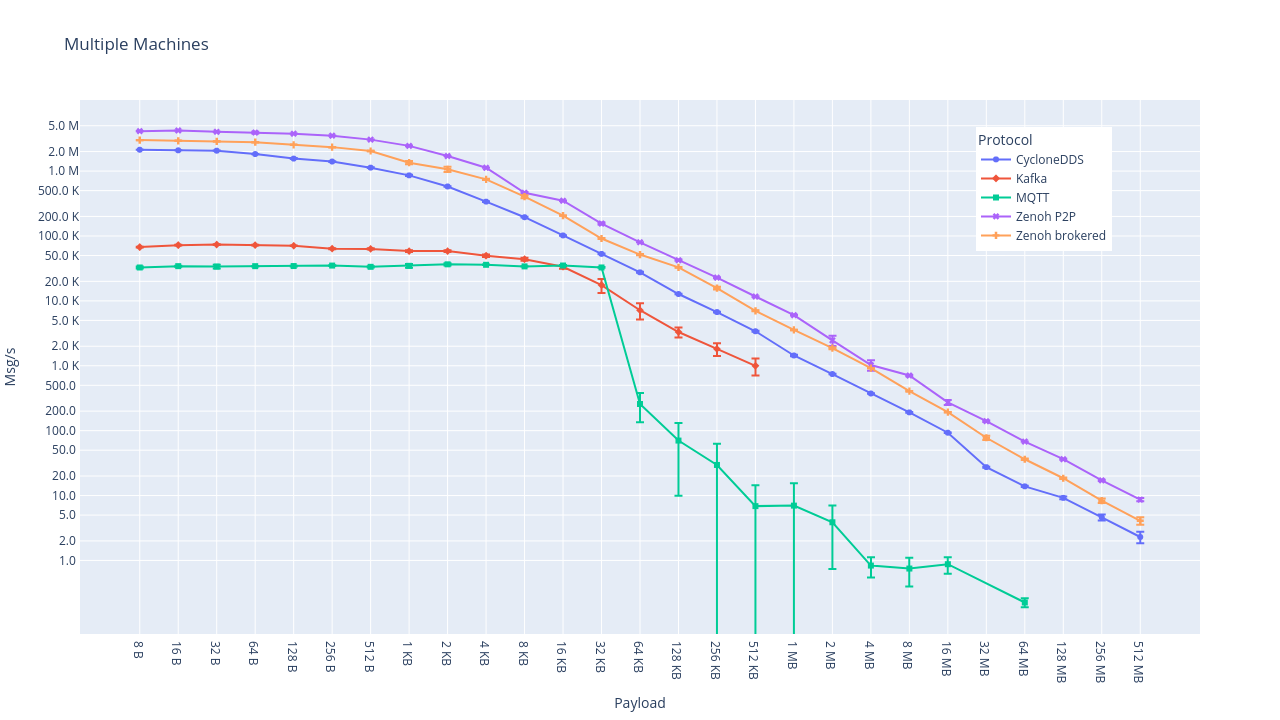 Multiple Machines
5.0 M
2.0 M
1.0 M
500.0 K
200.0 K
100.0 K
50.0 K
20.0 K
10.0 K
5.0 K
2.0 K
1.0 K
500.0
200.0
100.0
50.0
20.0
10.0
5.0
2.0
1.0
Msg/s
Protocol
CycloneDDS
Kafka
MQTT
Zenoh P2P
Zenoh brokered
8 B
16 B
32 B
64 B
128 B
256 B
512 B
1 KB
2 KB
4 KB
8 KB
16 KB
32 KB
64 KB
128 KB
256 KB
512 KB
1 MB
2 MB
4 MB
8 MB
16 MB
32 MB
64 MB
128 MB
256 MB
512 MB
Payload